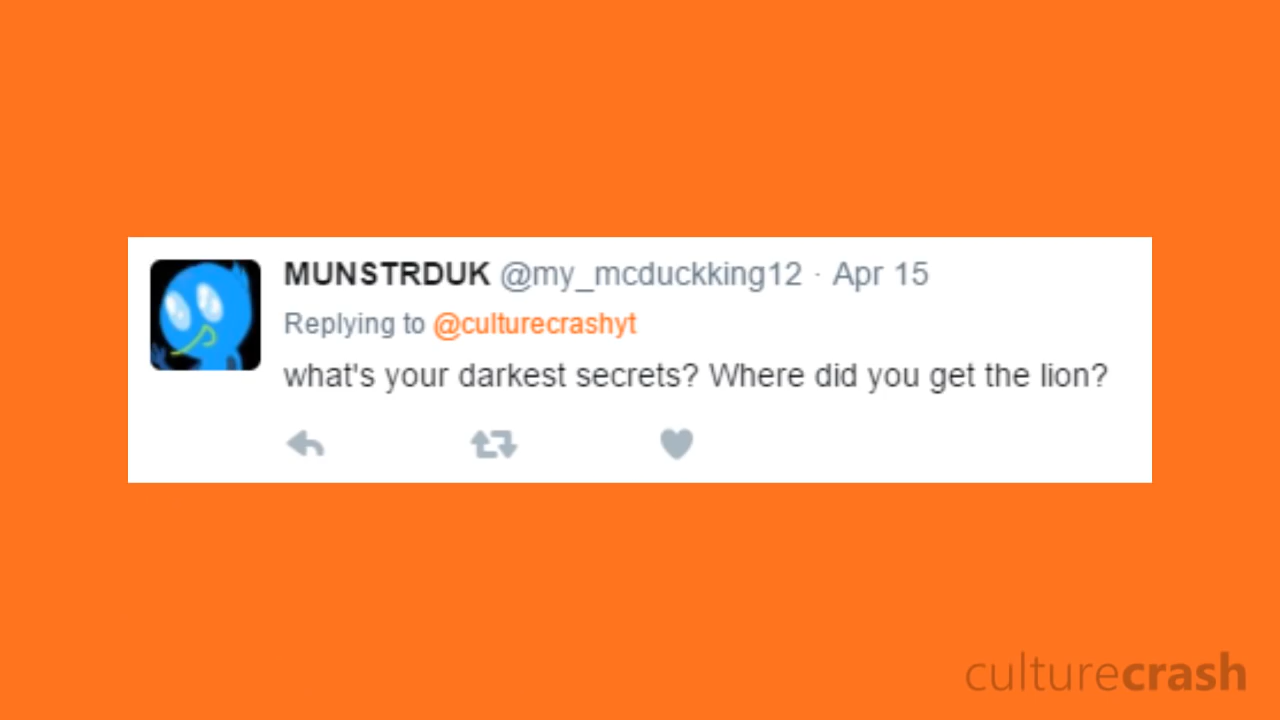 MUNSTRDUK @my_mcduckking12 · Apr 15
Replying to @culturecrashyt
what's your darkest secrets? Where did you get the lion?
culturecrash